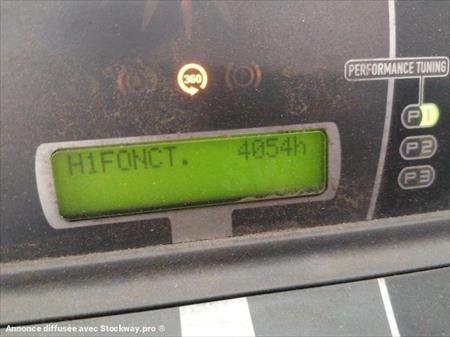 PERFORMANCE TUNING
360
P1
H1FONCT. 4054h
P2
P3
Annonce diffusée avec Stockway.pro ®